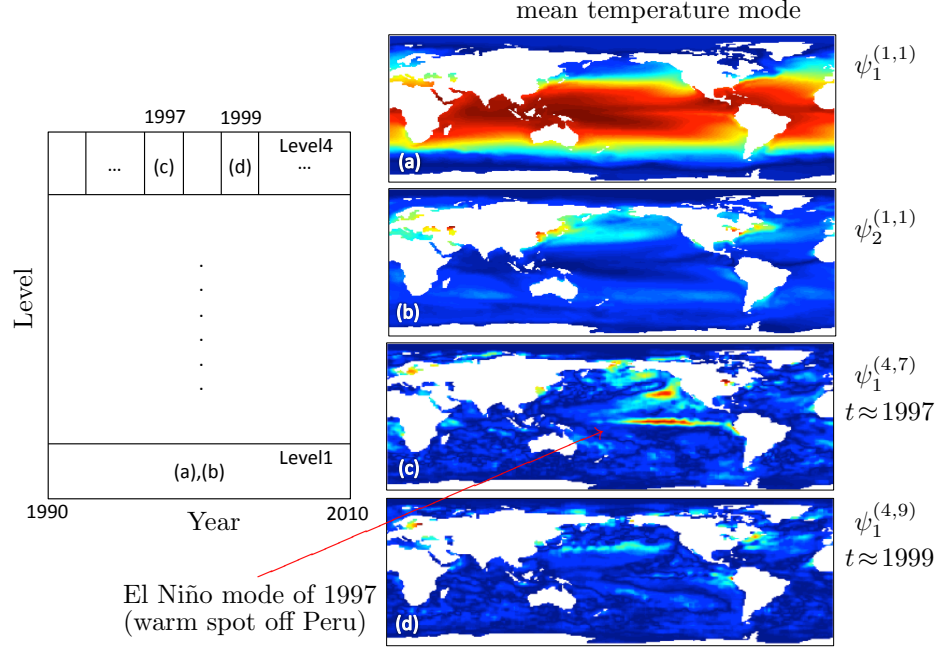 mean temperature mode
1997
1999
Level4
...
(c)
(d)
...
Level
Level1
(a),(b)
1990
Year
2010
El Niño mode of 1997
(warm spot off Peru)
(a)
ψ₁⁽¹,¹⁾
(b)
ψ₂⁽¹,¹⁾
(c)
ψ₁⁽⁴,⁷⁾
t≈1997
(d)
ψ₁⁽⁴,⁹⁾
t≈1999